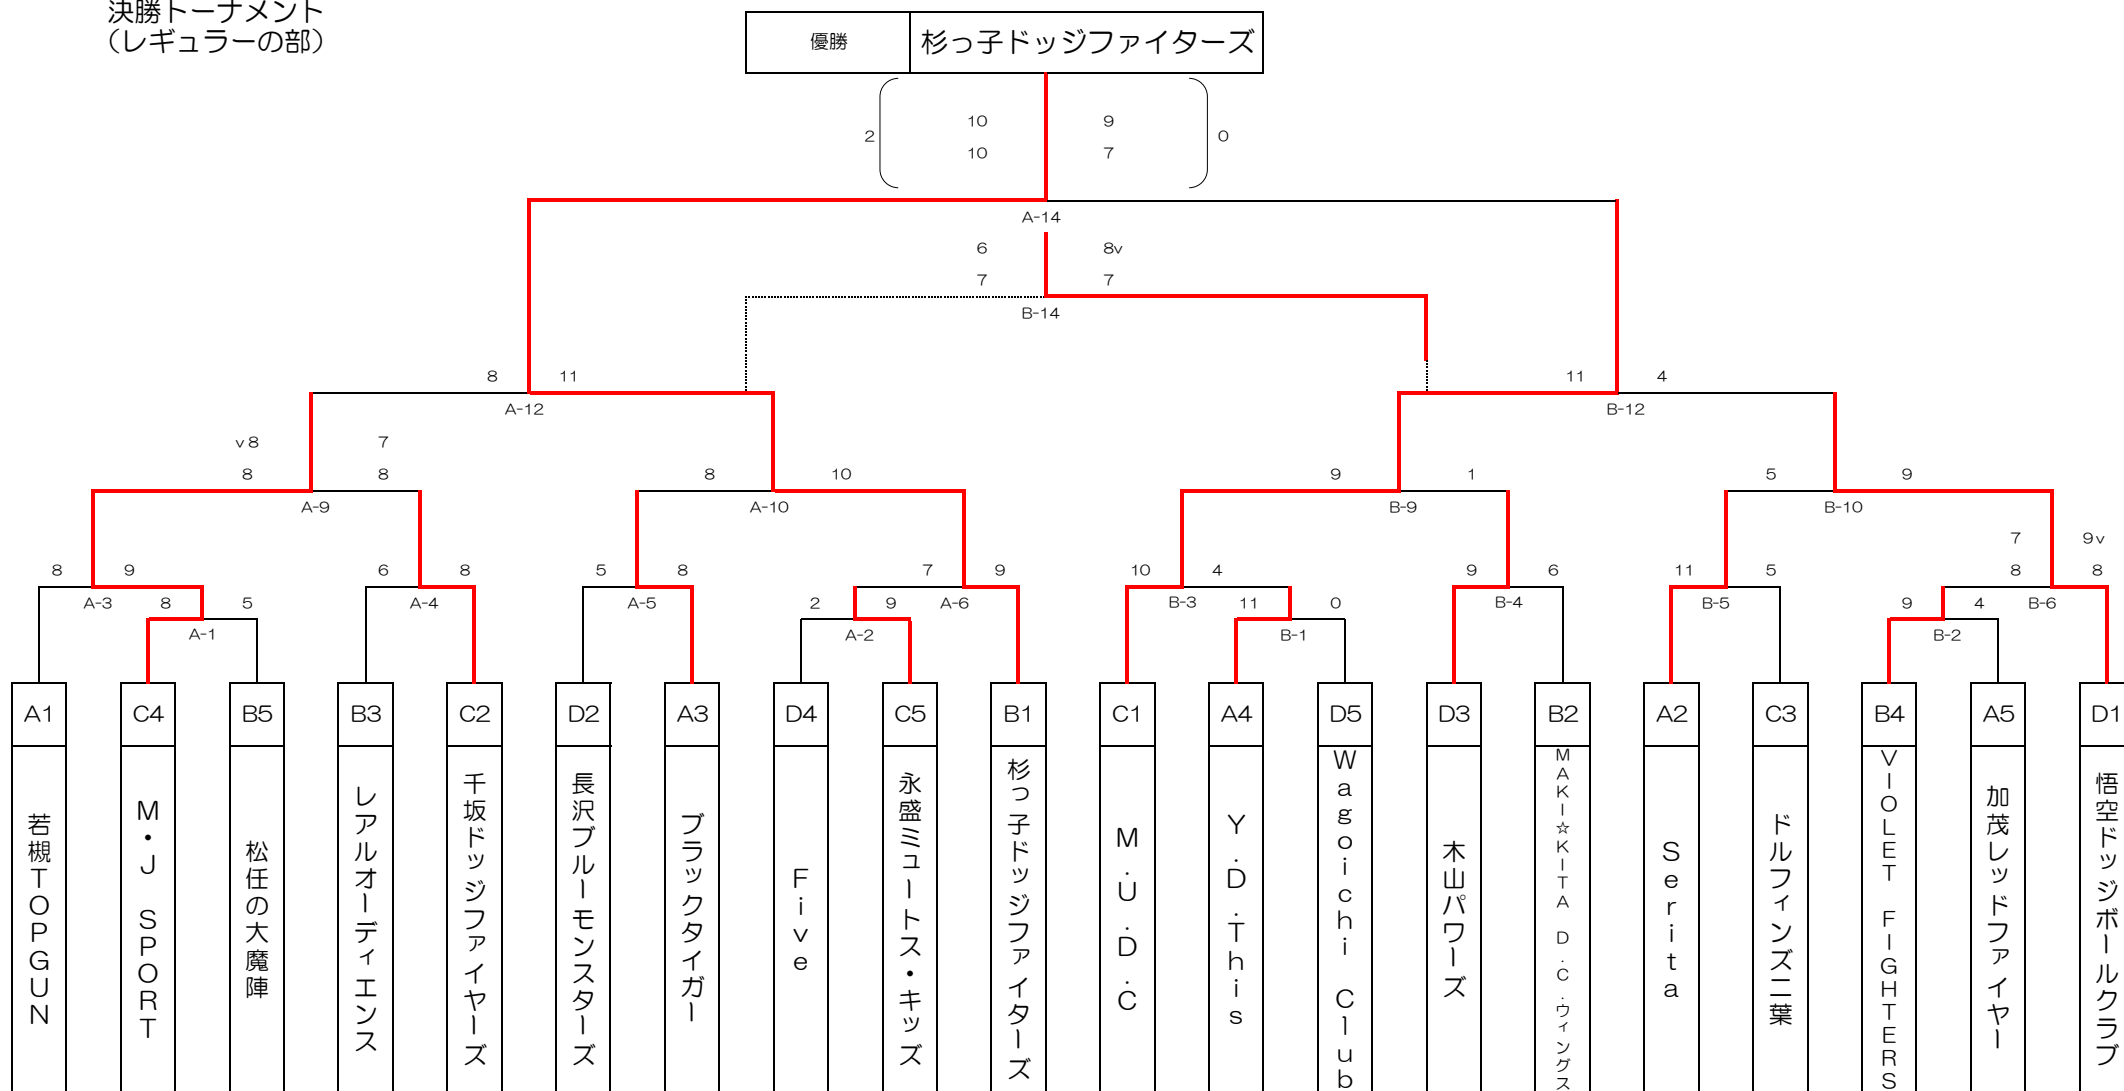 決勝トーナメント
（レギュラーの部）
優勝 杉っ子ドッジファイターズ
10 9
2 0
10 7
A-14
6 8v
7 7
B-14
8 11 11 4
A-12 B-12
v8 7
8 8 8 10 9 1 5 9
A-9 A-10 B-9 B-10
7 9v
8 9 6 8 5 8 7 9 10 4 9 6 11 5 8 8
A-3 8 5 A-4 A-5 2 9 A-6 B-3 11 0 B-4 B-5 9 4 B-6
A-1 A-2 B-1 B-2
A1 C4 B5 B3 C2 D2 A3 D4 C5 B1 C1 A4 D5 D3 B2 A2 C3 B4 A5 D1
若槻TOPGUN
M・J SPORT
松任の大魔陣
レアルオーディエンス
千坂ドッジファイヤーズ
長沢ブルーモンスターズ
ブラックタイガー
Five
永盛ミュートス・キッズ
杉っ子ドッジファイターズ
M.U.D.C
Y.D.This
Wagoichi Club
木山パワーズ
MAKI☆KITA D.C.ウィングス
Serita
ドルフィンズ二葉
VIOLET FIGHTERS
加茂レッドファイヤー
悟空ドッジボールクラブ